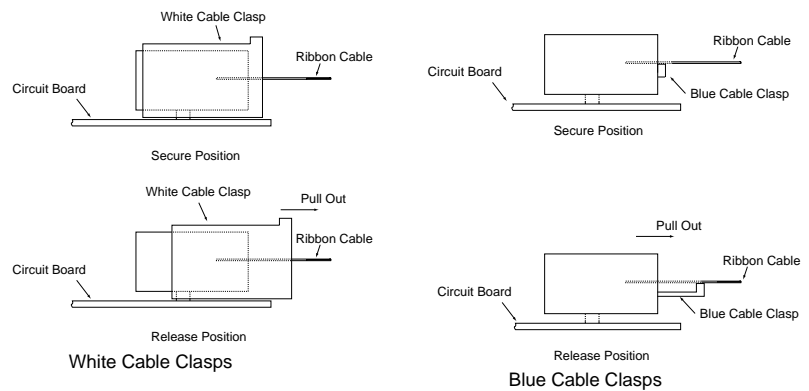 White Cable Clasp
Ribbon Cable
Circuit Board
Secure Position
White Cable Clasp
Pull Out
Ribbon Cable
Circuit Board
Release Position
White Cable Clasps
Ribbon Cable
Circuit Board
Blue Cable Clasp
Secure Position
Pull Out
Ribbon Cable
Circuit Board
Blue Cable Clasp
Release Position
Blue Cable Clasps